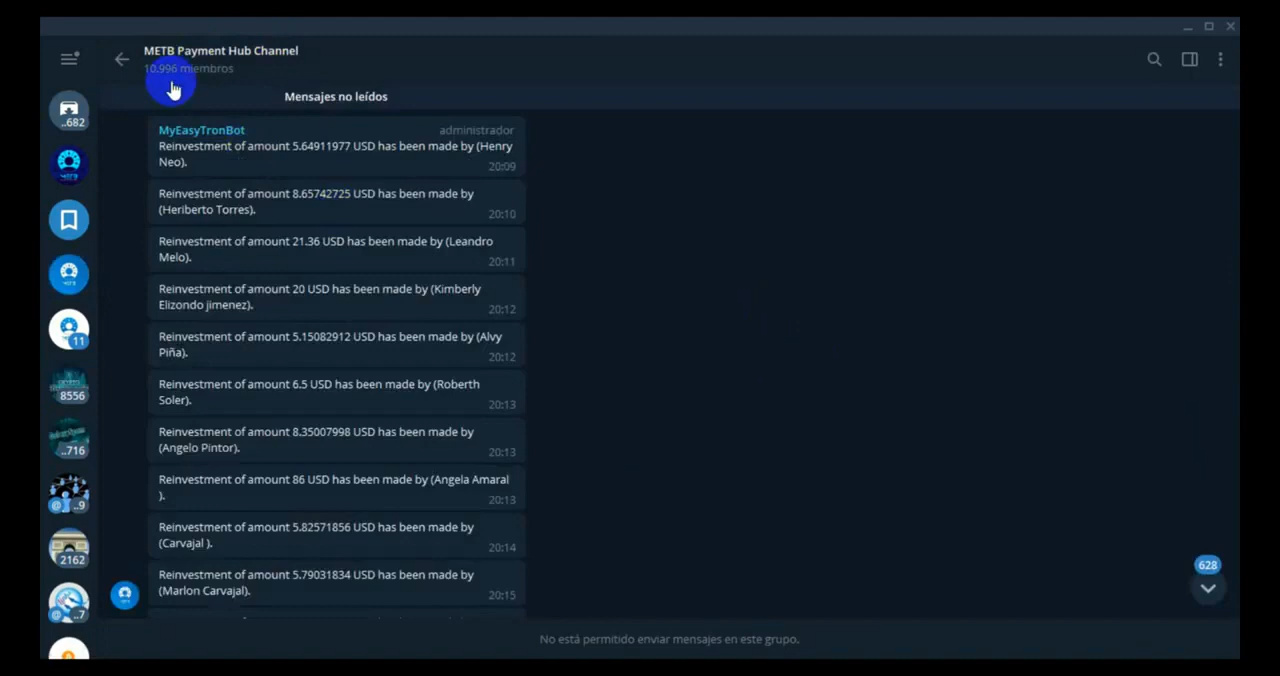 METB Payment Hub Channel
10.996 miembros
Mensajes no leídos
..682
MyEasyTronBot
administrador
Reinvestment of amount 5.64911977 USD has been made by (Henry
Neo).
20:09
Reinvestment of amount 8.65742725 USD has been made by
(Heriberto Torres).
20:10
Reinvestment of amount 21.36 USD has been made by (Leandro
Melo).
20:11
Reinvestment of amount 20 USD has been made by (Kimberly
Elizondo jimenez).
20:12
11
Reinvestment of amount 5.15082912 USD has been made by (Alvy
Piña).
20:12
8556
Reinvestment of amount 6.5 USD has been made by (Roberth
Soler).
20:13
..716
Reinvestment of amount 8.35007998 USD has been made by
(Angelo Pintor).
20:13
@ ..9
Reinvestment of amount 86 USD has been made by (Angela Amaral
).
20:13
2162
Reinvestment of amount 5.82571856 USD has been made by
(Carvajal ).
20:14
@ ..7
Reinvestment of amount 5.79031834 USD has been made by
(Marlon Carvajal).
20:15
628
No está permitido enviar mensajes en este grupo.